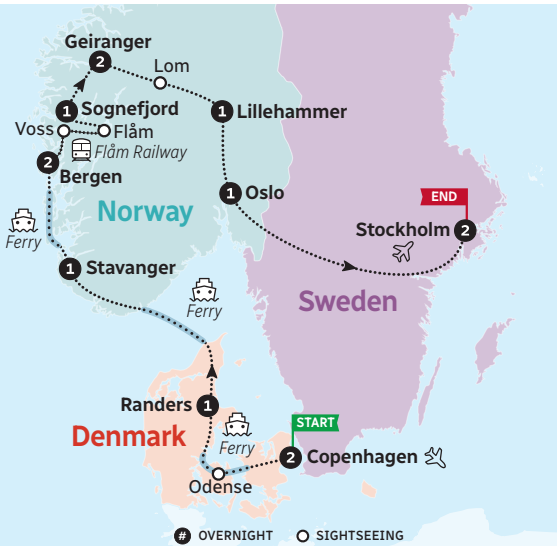 Geiranger
2
Lom
1
Sognefjord
1
Lillehammer
Voss
Flåm
Flåm Railway
2
Bergen
1
Oslo
END
Norway
Ferry
Stockholm
2
1
Stavanger
Ferry
Sweden
Randers
1
START
Denmark
Ferry
2
Copenhagen
Odense
# OVERNIGHT
SIGHTSEEING